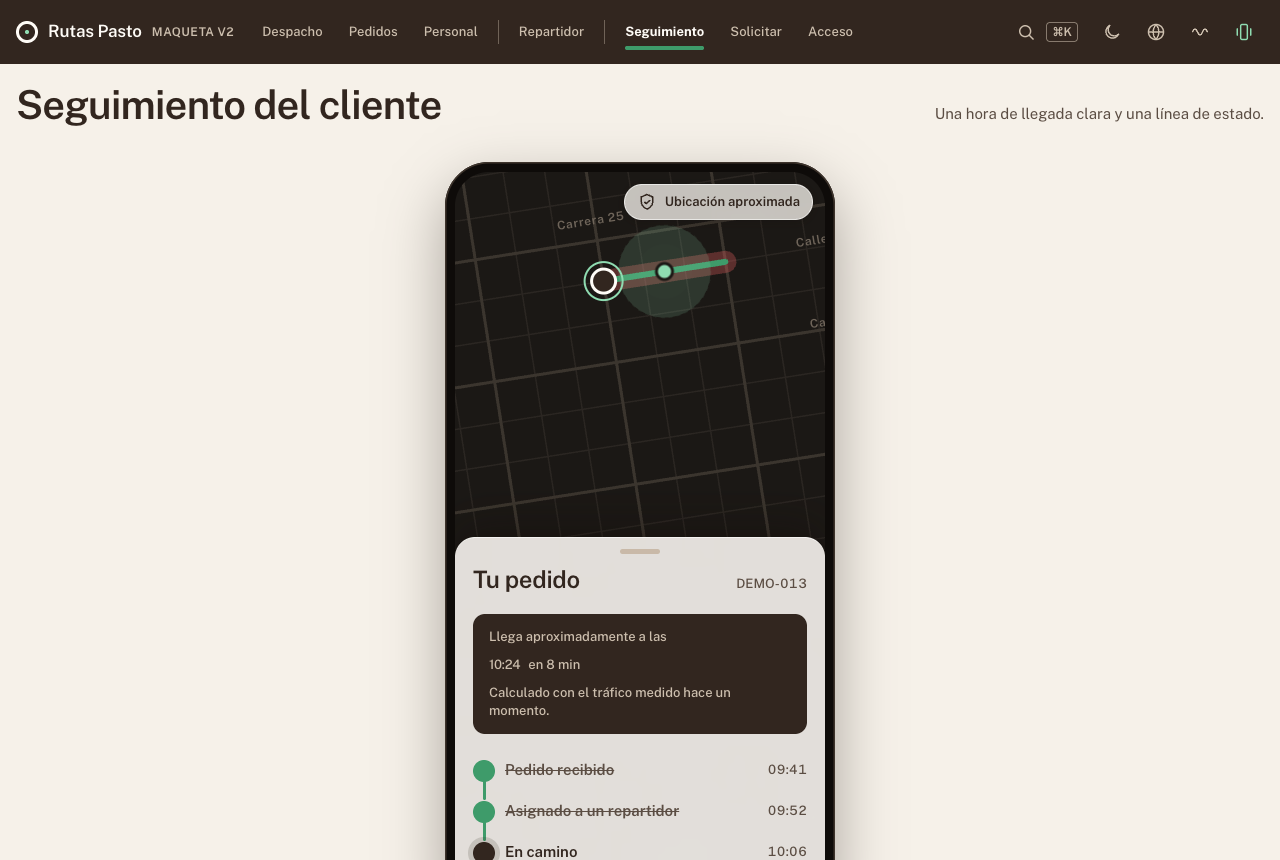 Rutas Pasto MAQUETA V2 Despacho Pedidos Personal Repartidor Seguimiento Solicitar Acceso ⌘K
Seguimiento del cliente
Una hora de llegada clara y una línea de estado.
Ubicación aproximada
Carrera 25
Calle
Ca
Tu pedido DEMO-013
Llega aproximadamente a las
10:24 en 8 min
Calculado con el tráfico medido hace un
momento.
Pedido recibido 09:41
Asignado a un repartidor 09:52
En camino 10:06